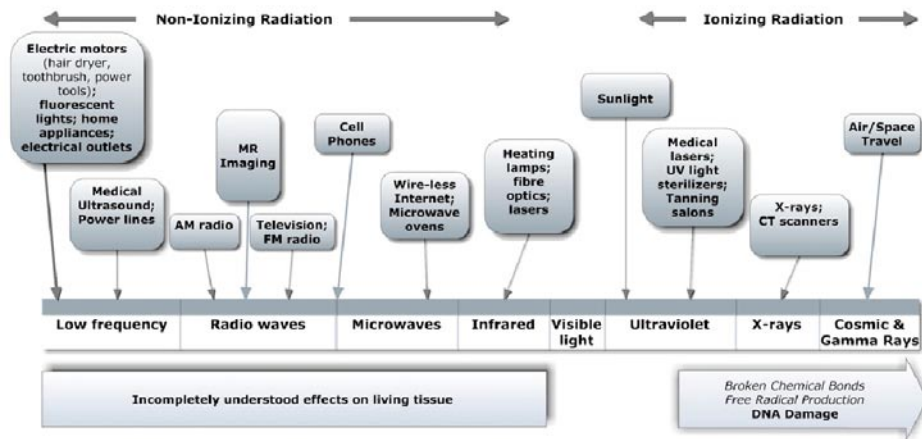 Non-Ionizing Radiation
Ionizing Radiation
Electric motors
(hair dryer,
toothbrush, power
tools);
fluorescent
lights; home
appliances;
electrical outlets
Medical
Ultrasound;
Power lines
AM radio
MR
Imaging
Television;
FM radio
Cell
Phones
Wire-less
Internet;
Microwave
ovens
Heating
lamps;
fibre
optics;
lasers
Sunlight
Medical
lasers;
UV light
sterilizers;
Tanning
salons
X-rays;
CT scanners
Air/Space
Travel
Low frequency
Radio waves
Microwaves
Infrared
Visible
light
Ultraviolet
X-rays
Cosmic &
Gamma Rays
Incompletely understood effects on living tissue
Broken Chemical Bonds
Free Radical Production
DNA Damage